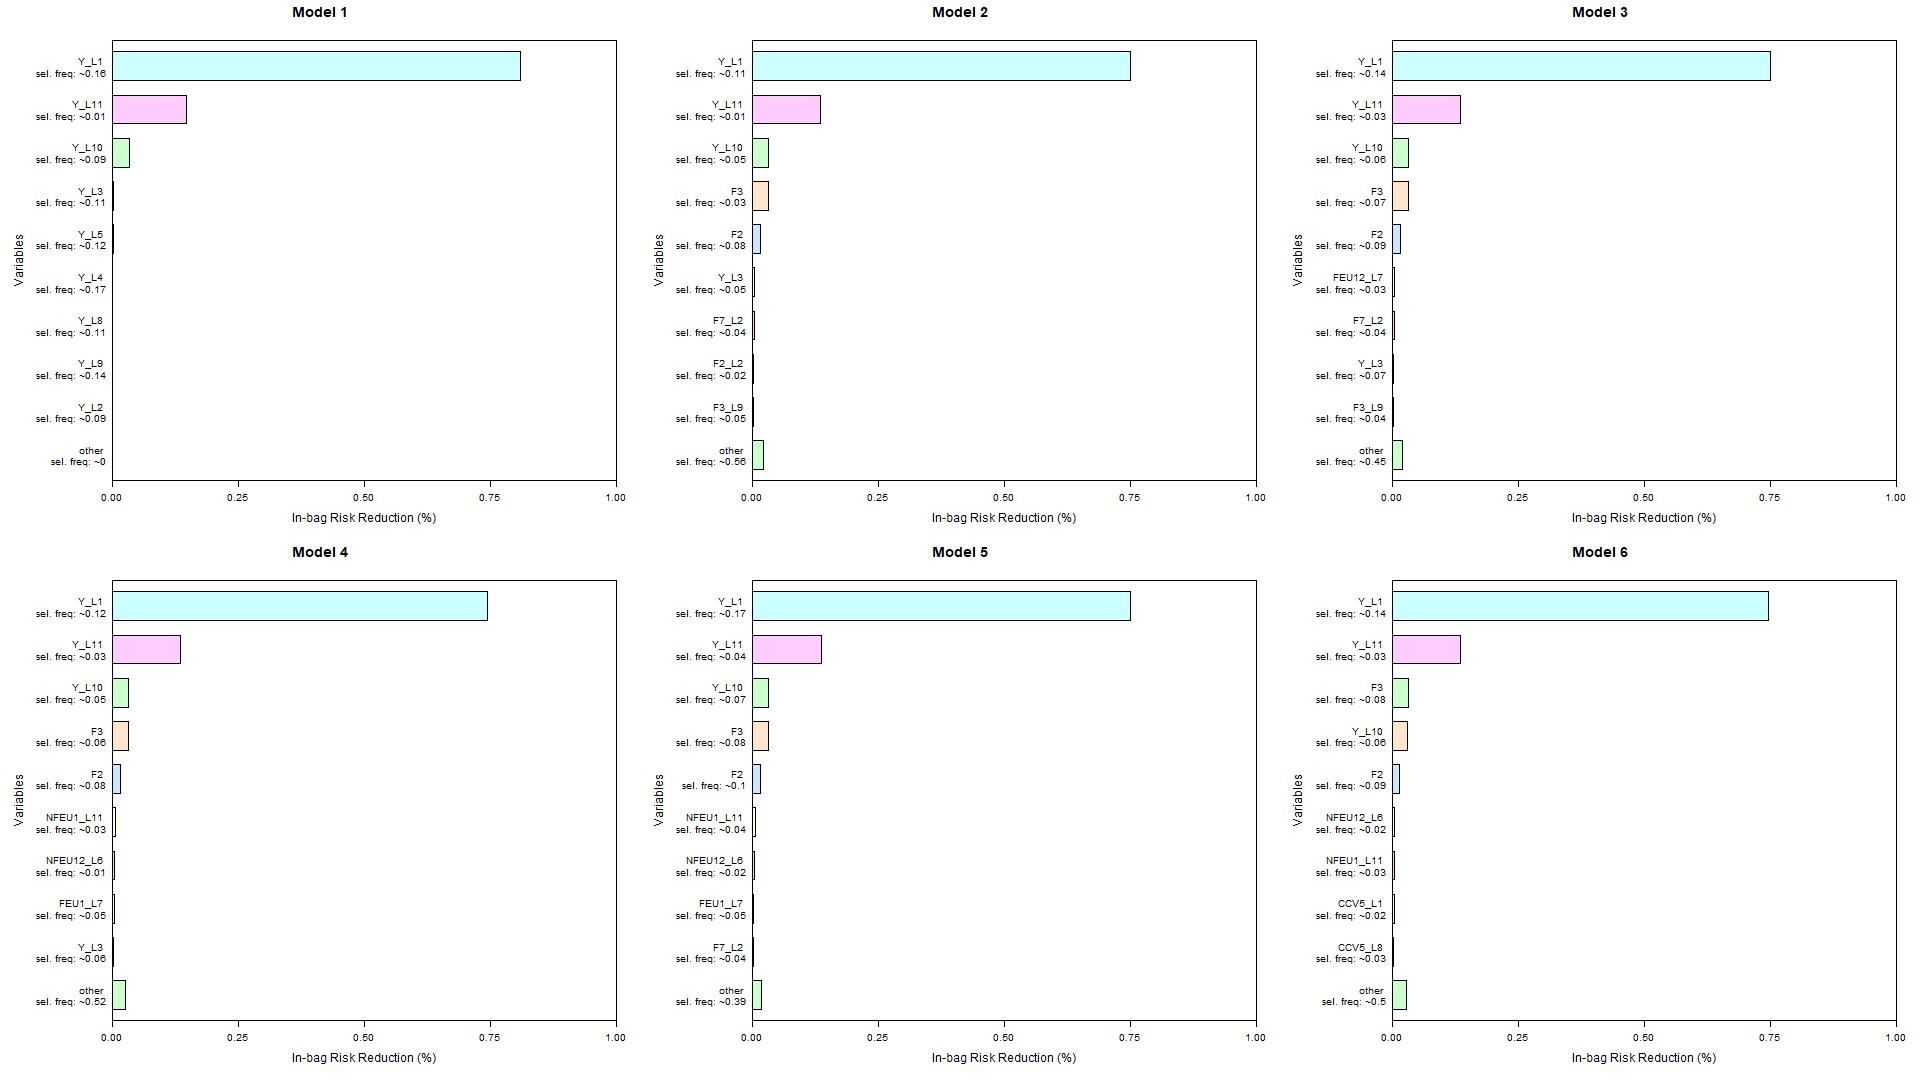 Model 1
Variables
Y_L1
sel. freq: ~0.16
Y_L11
sel. freq: ~0.01
Y_L10
sel. freq: ~0.09
Y_L3
sel. freq: ~0.11
Y_L5
sel. freq: ~0.12
Y_L4
sel. freq: ~0.17
Y_L8
sel. freq: ~0.11
Y_L9
sel. freq: ~0.14
Y_L2
sel. freq: ~0.09
other
sel. freq: ~0
0.00 0.25 0.50 0.75 1.00
In-bag Risk Reduction (%)
Model 2
Variables
Y_L1
sel. freq: ~0.11
Y_L11
sel. freq: ~0.01
Y_L10
sel. freq: ~0.05
F3
sel. freq: ~0.03
F2
sel. freq: ~0.08
Y_L3
sel. freq: ~0.05
F7_L2
sel. freq: ~0.04
F2_L2
sel. freq: ~0.02
F3_L9
sel. freq: ~0.05
other
sel. freq: ~0.56
0.00 0.25 0.50 0.75 1.00
In-bag Risk Reduction (%)
Model 3
Variables
Y_L1
sel. freq: ~0.14
Y_L11
sel. freq: ~0.03
Y_L10
sel. freq: ~0.06
F3
sel. freq: ~0.07
F2
sel. freq: ~0.09
FEU12_L7
sel. freq: ~0.03
F7_L2
sel. freq: ~0.04
Y_L3
sel. freq: ~0.07
F3_L9
sel. freq: ~0.04
other
sel. freq: ~0.45
0.00 0.25 0.50 0.75 1.00
In-bag Risk Reduction (%)
Model 4
Variables
Y_L1
sel. freq: ~0.12
Y_L11
sel. freq: ~0.03
Y_L10
sel. freq: ~0.05
F3
sel. freq: ~0.06
F2
sel. freq: ~0.08
NFEU1_L11
sel. freq: ~0.03
NFEU12_L6
sel. freq: ~0.01
FEU1_L7
sel. freq: ~0.05
Y_L3
sel. freq: ~0.06
other
sel. freq: ~0.52
0.00 0.25 0.50 0.75 1.00
In-bag Risk Reduction (%)
Model 5
Variables
Y_L1
sel. freq: ~0.17
Y_L11
sel. freq: ~0.04
Y_L10
sel. freq: ~0.07
F3
sel. freq: ~0.08
F2
sel. freq: ~0.1
NFEU1_L11
sel. freq: ~0.04
NFEU12_L6
sel. freq: ~0.02
FEU1_L7
sel. freq: ~0.05
F7_L2
sel. freq: ~0.04
other
sel. freq: ~0.39
0.00 0.25 0.50 0.75 1.00
In-bag Risk Reduction (%)
Model 6
Variables
Y_L1
sel. freq: ~0.14
Y_L11
sel. freq: ~0.03
F3
sel. freq: ~0.08
Y_L10
sel. freq: ~0.06
F2
sel. freq: ~0.09
NFEU12_L6
sel. freq: ~0.02
NFEU1_L11
sel. freq: ~0.03
CCV5_L1
sel. freq: ~0.02
CCV5_L8
sel. freq: ~0.03
other
sel. freq: ~0.5
0.00 0.25 0.50 0.75 1.00
In-bag Risk Reduction (%)